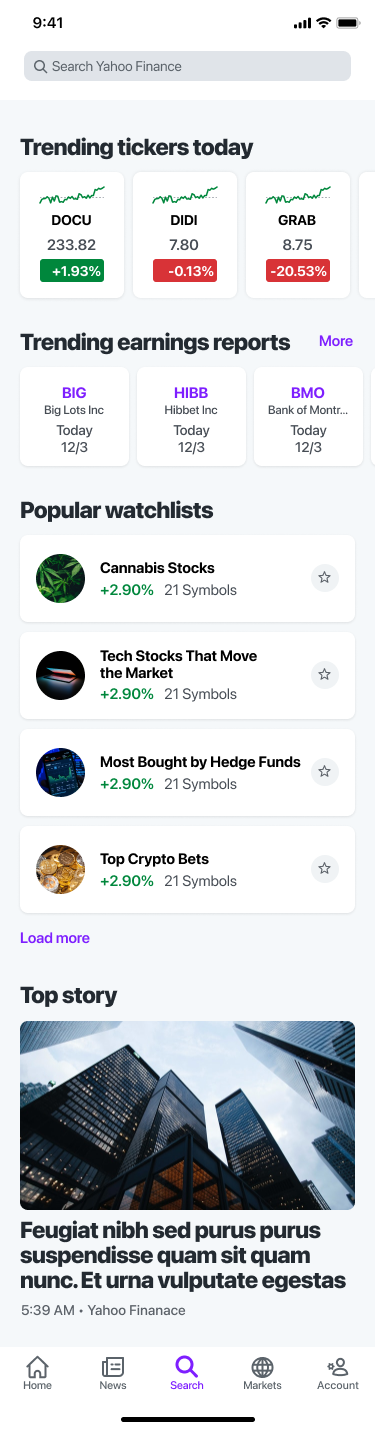 9:41
Search Yahoo Finance
Trending tickers today
DOCU
233.82
+1.93%
DIDI
7.80
-0.13%
GRAB
8.75
-20.53%
Trending earnings reports
More
BIG
Big Lots Inc
Today
12/3
HIBB
Hibbet Inc
Today
12/3
BMO
Bank of Montr...
Today
12/3
Popular watchlists
Cannabis Stocks
+2.90% 21 Symbols
Tech Stocks That Move
the Market
+2.90% 21 Symbols
Most Bought by Hedge Funds
+2.90% 21 Symbols
Top Crypto Bets
+2.90% 21 Symbols
Load more
Top story
Feugiat nibh sed purus purus
suspendisse quam sit quam
nunc. Et urna vulputate egestas
5:39 AM • Yahoo Finanace
Home
News
Search
Markets
Account